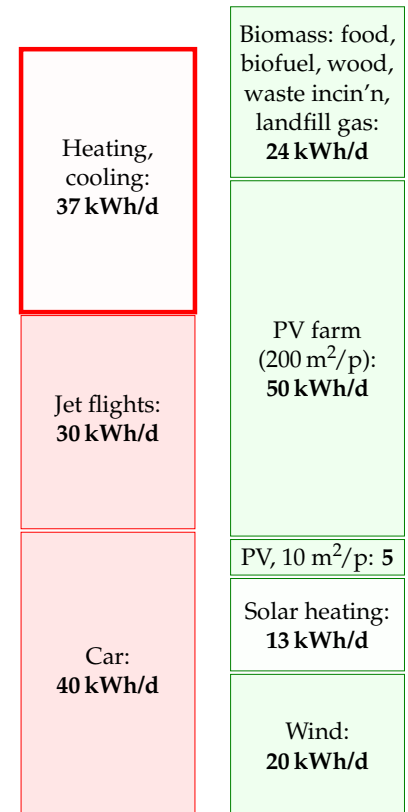 Heating,
cooling:
37 kWh/d
Jet flights:
30 kWh/d
Car:
40 kWh/d
Biomass: food,
biofuel, wood,
waste incin’n,
landfill gas:
24 kWh/d
PV farm
(200 m²/p):
50 kWh/d
PV, 10 m²/p: 5
Solar heating:
13 kWh/d
Wind:
20 kWh/d